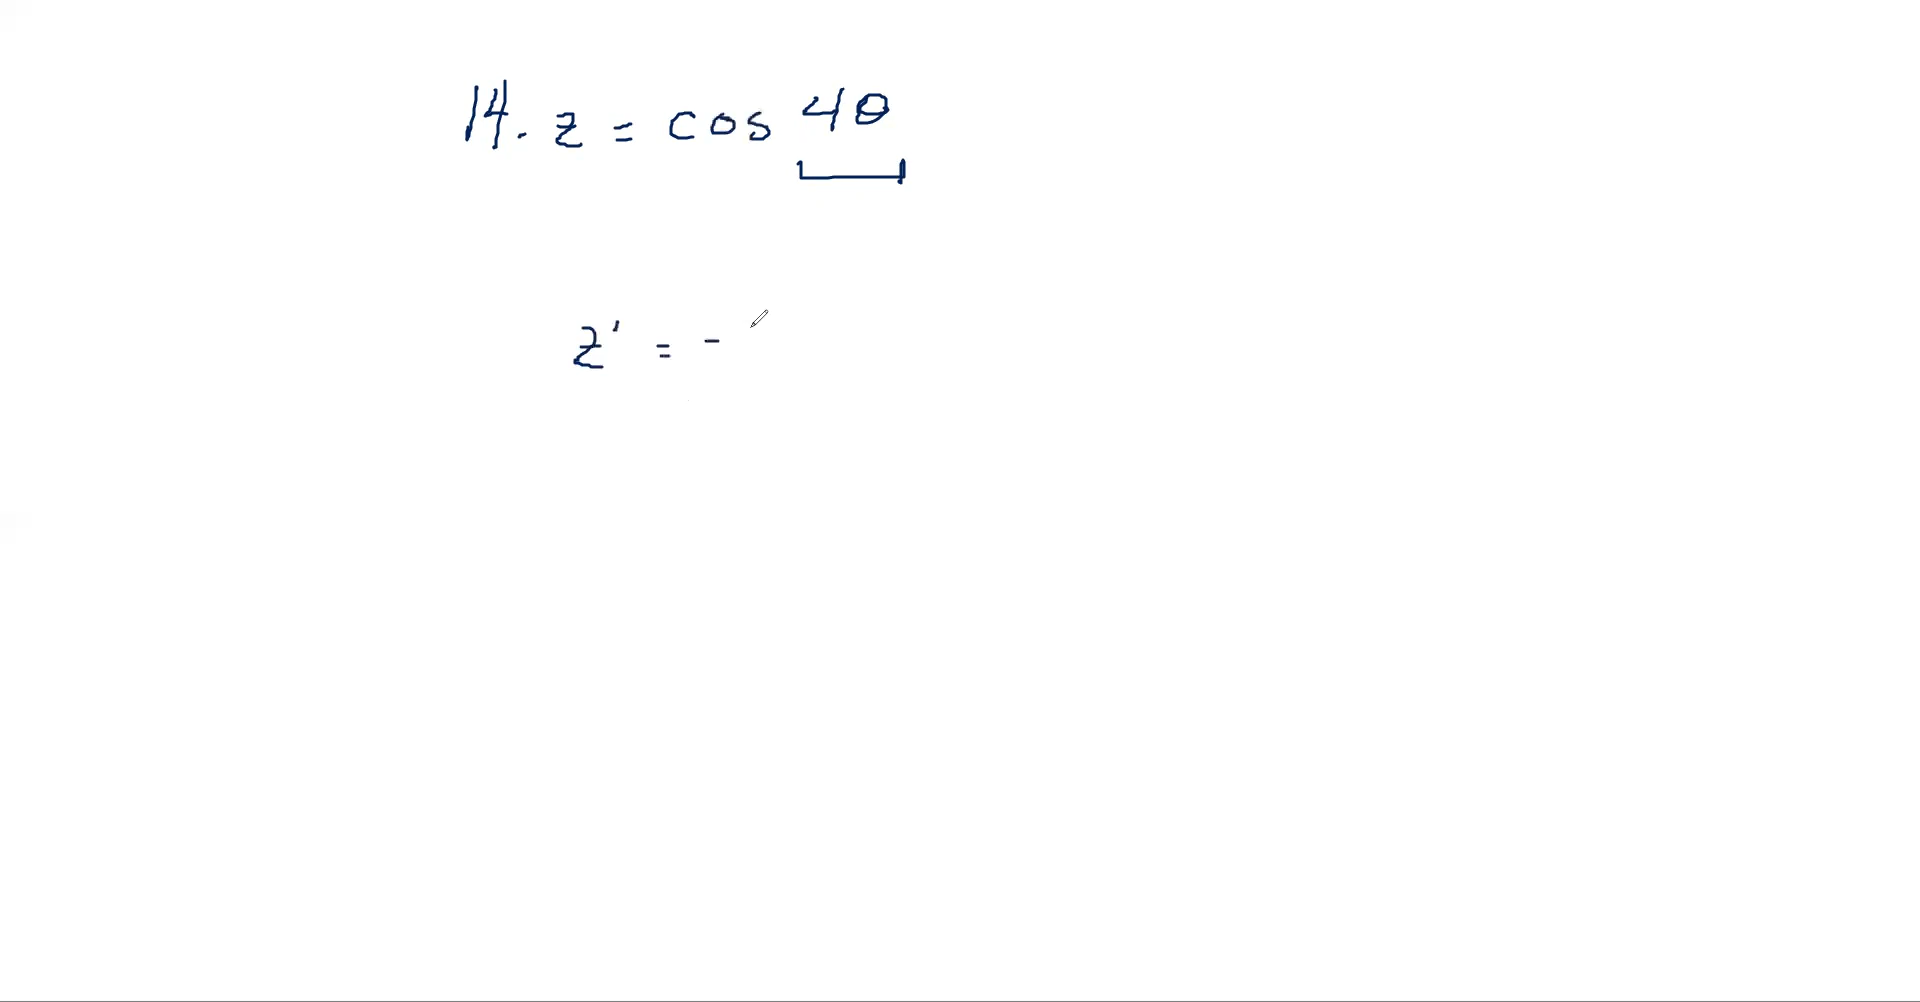 14. z = cos 4θ
z' = -